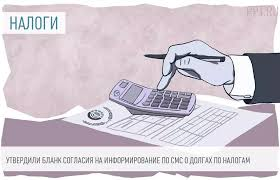 НАЛОГИ
УТВЕРДИЛИ БЛАНК СОГЛАСИЯ НА ИНФОРМИРОВАНИЕ ПО СМС О ДОЛГАХ ПО НАЛОГАМ